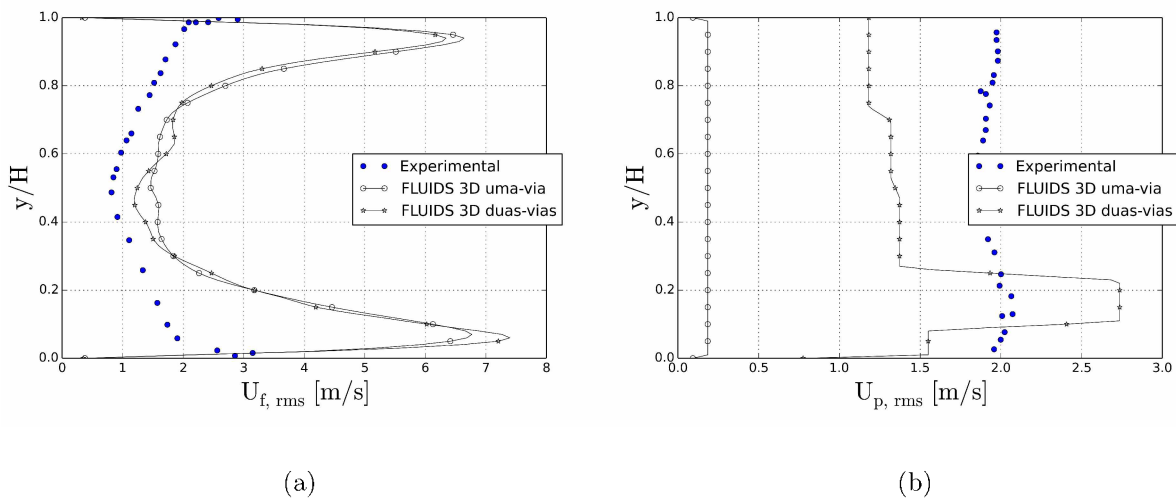 1.0
0.8
0.6
0.4
0.2
0.0
y/H
0 1 2 3 4 5 6 7 8
U_f, rms [m/s]
Experimental
FLUIDS 3D uma-via
FLUIDS 3D duas-vias
(a)
1.0
0.8
0.6
0.4
0.2
0.0
y/H
0.0 0.5 1.0 1.5 2.0 2.5 3.0
U_p, rms [m/s]
Experimental
FLUIDS 3D uma-via
FLUIDS 3D duas-vias
(b)